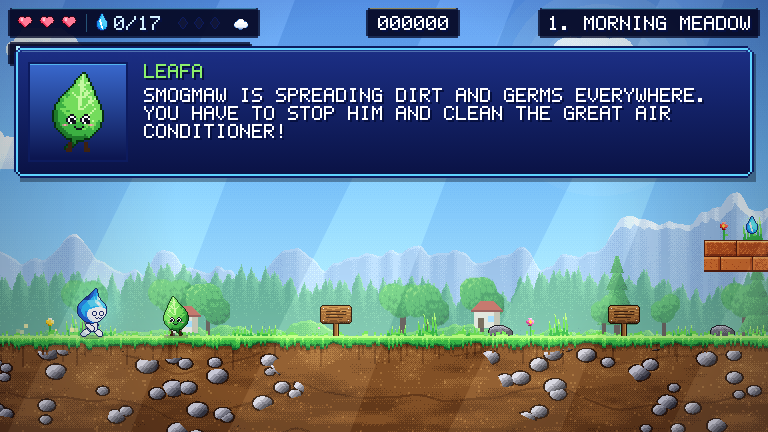 0/17
000000
1. MORNING MEADOW
LEAFA
SMOGMAW IS SPREADING DIRT AND GERMS EVERYWHERE.
YOU HAVE TO STOP HIM AND CLEAN THE GREAT AIR
CONDITIONER!